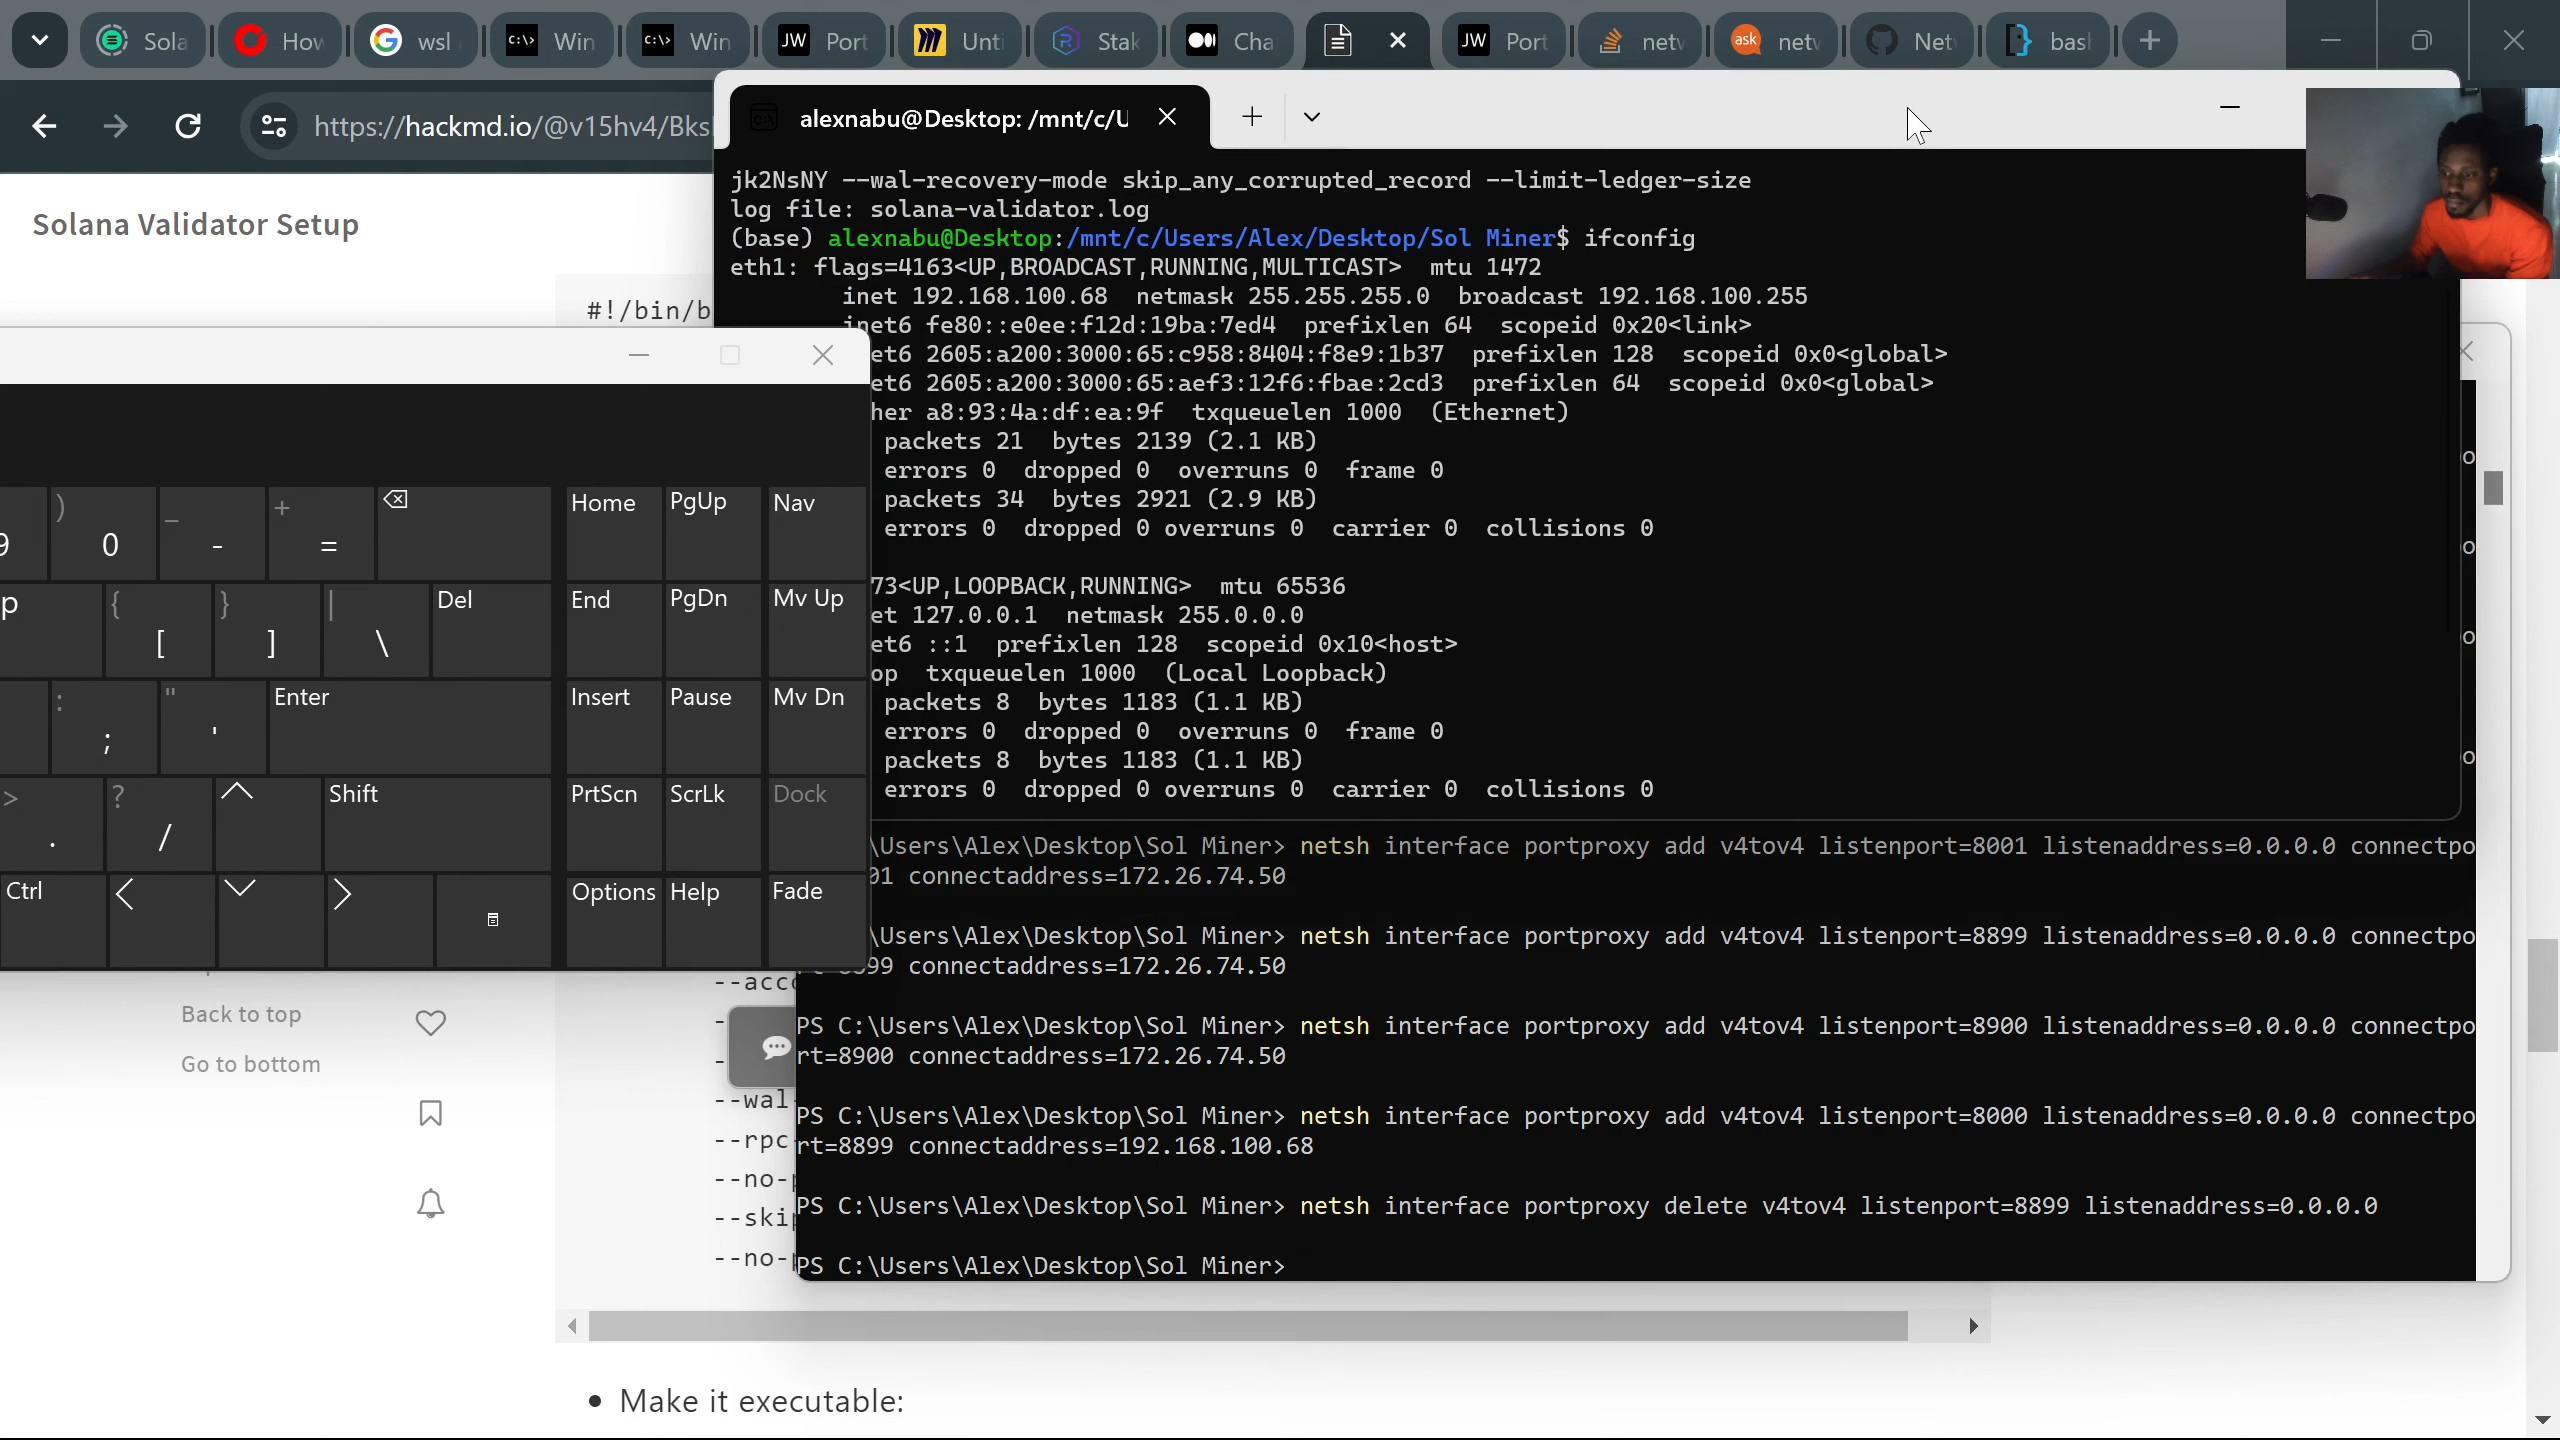 Sola
How
wsl
Win
Win
JW Port
Unti
Stak
Cha
JW Port
netw
ask netw
Net
bash
https://hackmd.io/@v15hv4/Bks
alexnabu@Desktop: /mnt/c/U
Solana Validator Setup
#!/bin/b
jk2NsNY --wal-recovery-mode skip_any_corrupted_record --limit-ledger-size
log file: solana-validator.log
(base) alexnabu@Desktop:/mnt/c/Users/Alex/Desktop/Sol Miner$ ifconfig
eth1: flags=4163<UP,BROADCAST,RUNNING,MULTICAST>  mtu 1472
inet 192.168.100.68  netmask 255.255.255.0  broadcast 192.168.100.255
inet6 fe80::e0ee:f12d:19ba:7ed4  prefixlen 64  scopeid 0x20<link>
et6 2605:a200:3000:65:c958:8404:f8e9:1b37  prefixlen 128  scopeid 0x0<global>
et6 2605:a200:3000:65:aef3:12f6:fbae:2cd3  prefixlen 64  scopeid 0x0<global>
her a8:93:4a:df:ea:9f  txqueuelen 1000  (Ethernet)
packets 21  bytes 2139 (2.1 KB)
errors 0  dropped 0  overruns 0  frame 0
packets 34  bytes 2921 (2.9 KB)
errors 0  dropped 0 overruns 0  carrier 0  collisions 0
73<UP,LOOPBACK,RUNNING>  mtu 65536
et 127.0.0.1  netmask 255.0.0.0
et6 ::1  prefixlen 128  scopeid 0x10<host>
op  txqueuelen 1000  (Local Loopback)
packets 8  bytes 1183 (1.1 KB)
errors 0  dropped 0  overruns 0  frame 0
packets 8  bytes 1183 (1.1 KB)
errors 0  dropped 0 overruns 0  carrier 0  collisions 0
9 ) 0 _ - + = Home PgUp Nav
p { [ } ] | \ Del End PgDn Mv Up
: ; " ' Enter Insert Pause Mv Dn
> . ? / Shift PrtScn ScrLk Dock
Ctrl Options Help Fade
\Users\Alex\Desktop\Sol Miner> netsh interface portproxy add v4tov4 listenport=8001 listenaddress=0.0.0.0 connectpo
01 connectaddress=172.26.74.50
\Users\Alex\Desktop\Sol Miner> netsh interface portproxy add v4tov4 listenport=8899 listenaddress=0.0.0.0 connectpo
rt=8899 connectaddress=172.26.74.50
PS C:\Users\Alex\Desktop\Sol Miner> netsh interface portproxy add v4tov4 listenport=8900 listenaddress=0.0.0.0 connectpo
rt=8900 connectaddress=172.26.74.50
PS C:\Users\Alex\Desktop\Sol Miner> netsh interface portproxy add v4tov4 listenport=8000 listenaddress=0.0.0.0 connectpo
rt=8899 connectaddress=192.168.100.68
PS C:\Users\Alex\Desktop\Sol Miner> netsh interface portproxy delete v4tov4 listenport=8899 listenaddress=0.0.0.0
PS C:\Users\Alex\Desktop\Sol Miner>
Back to top
Go to bottom
--acco
--wal-
--rpc-
--no-p
--skip
--no-p
Make it executable: